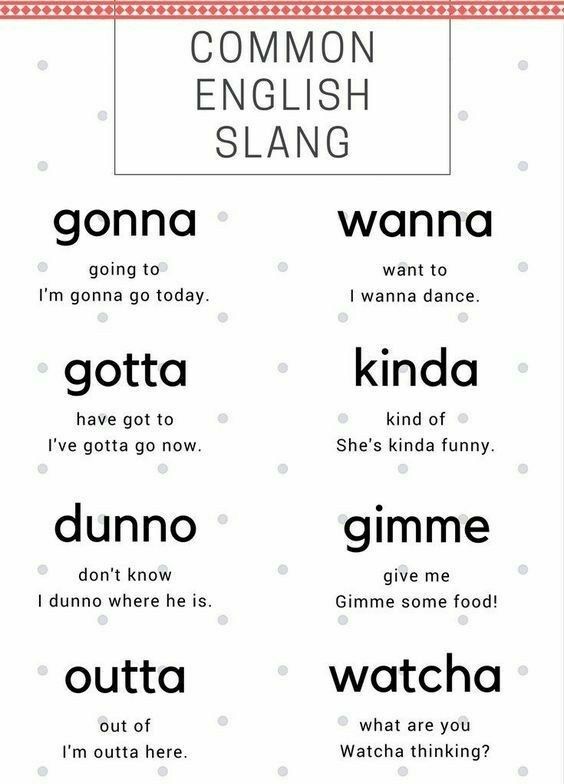 COMMON
ENGLISH
SLANG
gonna
going to
I'm gonna go today.
wanna
want to
I wanna dance.
gotta
have got to
I've gotta go now.
kinda
kind of
She's kinda funny.
dunno
don't know
I dunno where he is.
gimme
give me
Gimme some food!
outta
out of
I'm outta here.
watcha
what are you
Watcha thinking?